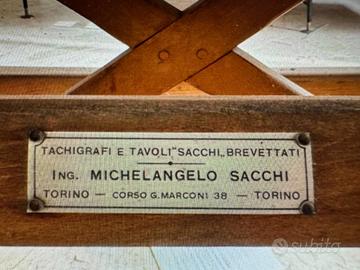 TACHIGRAFI E TAVOLI "SACCHI„ BREVETTATI
ING. MICHELANGELO SACCHI
TORINO — CORSO G. MARCONI 38 — TORINO
subito